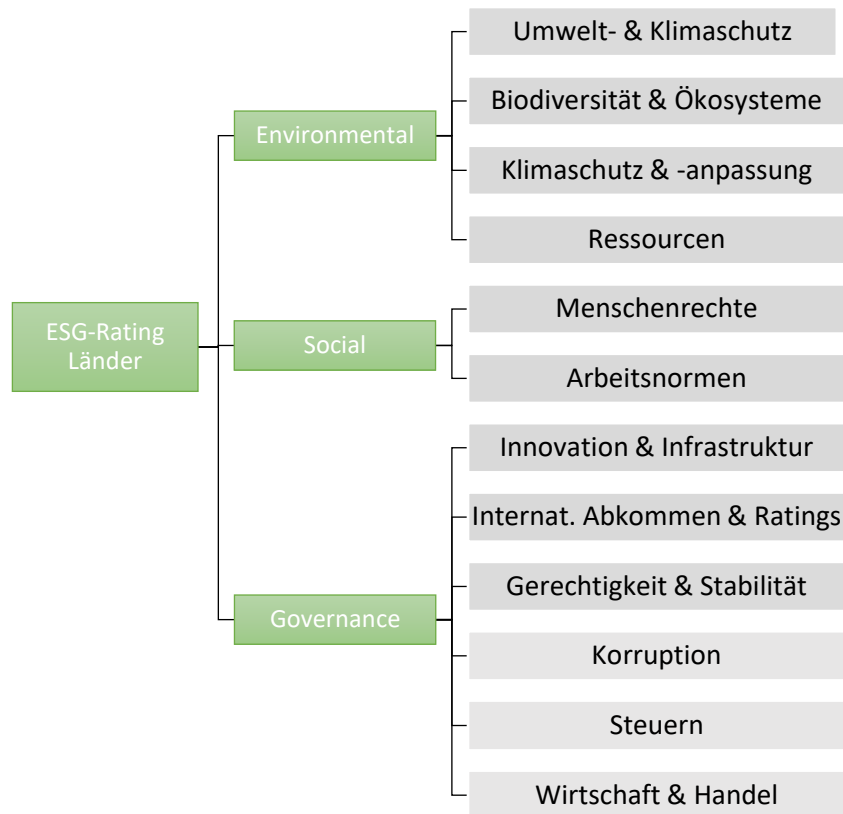 ESG-Rating
Länder
Environmental
Umwelt- & Klimaschutz
Biodiversität & Ökosysteme
Klimaschutz & -anpassung
Ressourcen
Social
Menschenrechte
Arbeitsnormen
Governance
Innovation & Infrastruktur
Internat. Abkommen & Ratings
Gerechtigkeit & Stabilität
Korruption
Steuern
Wirtschaft & Handel